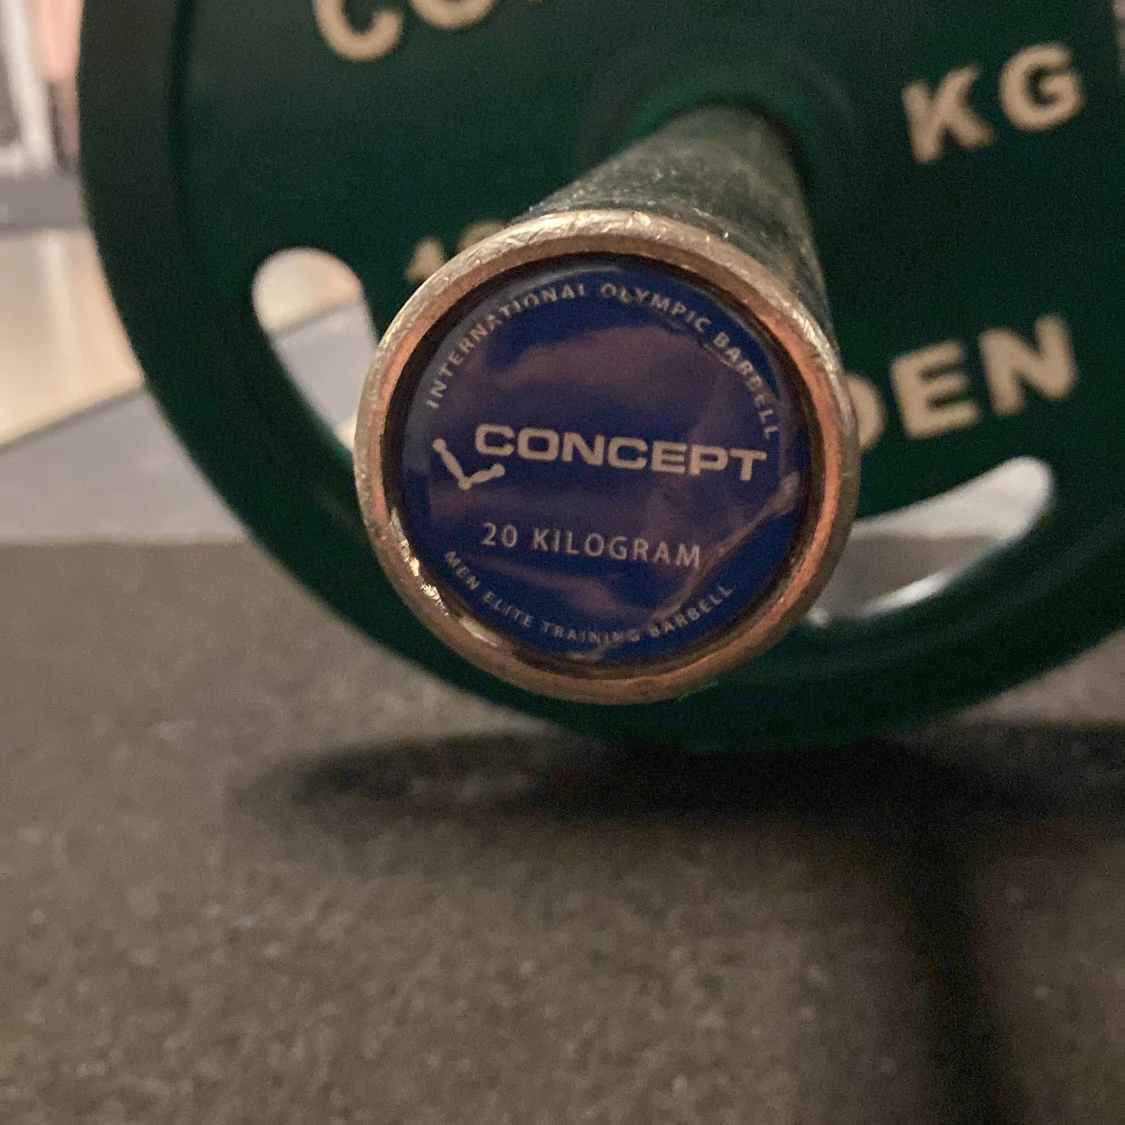 KG
DEN
INTERNATIONAL OLYMPIC BARBELL
CONCEPT
20 KILOGRAM
MEN ELITE TRAINING BARBELL